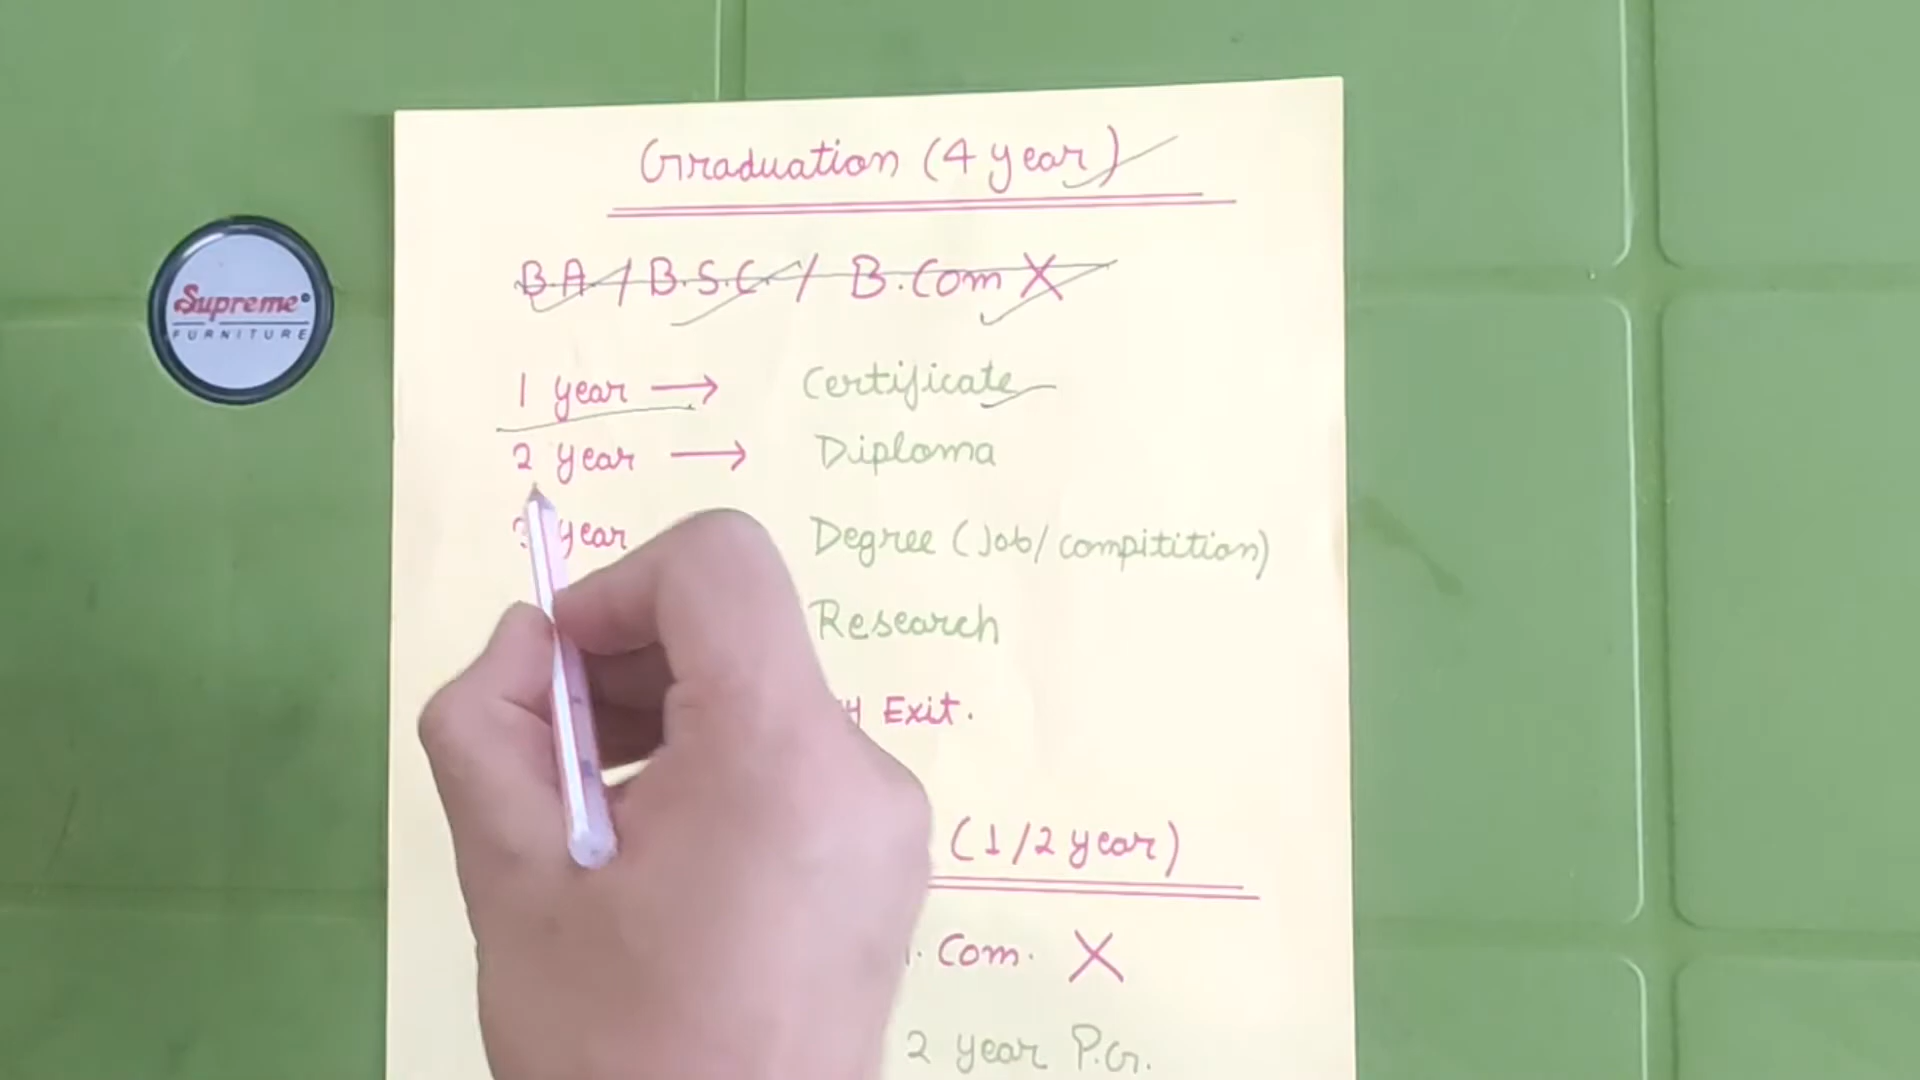 Graduation (4 year)
B.A / B.S.C. / B.Com X
1 year → Certificate
2 year → Diploma
year Degree (Job/compitition)
Research
Exit.
(1/2 year)
Com. X
2 year P.G.
Supreme
FURNITURE